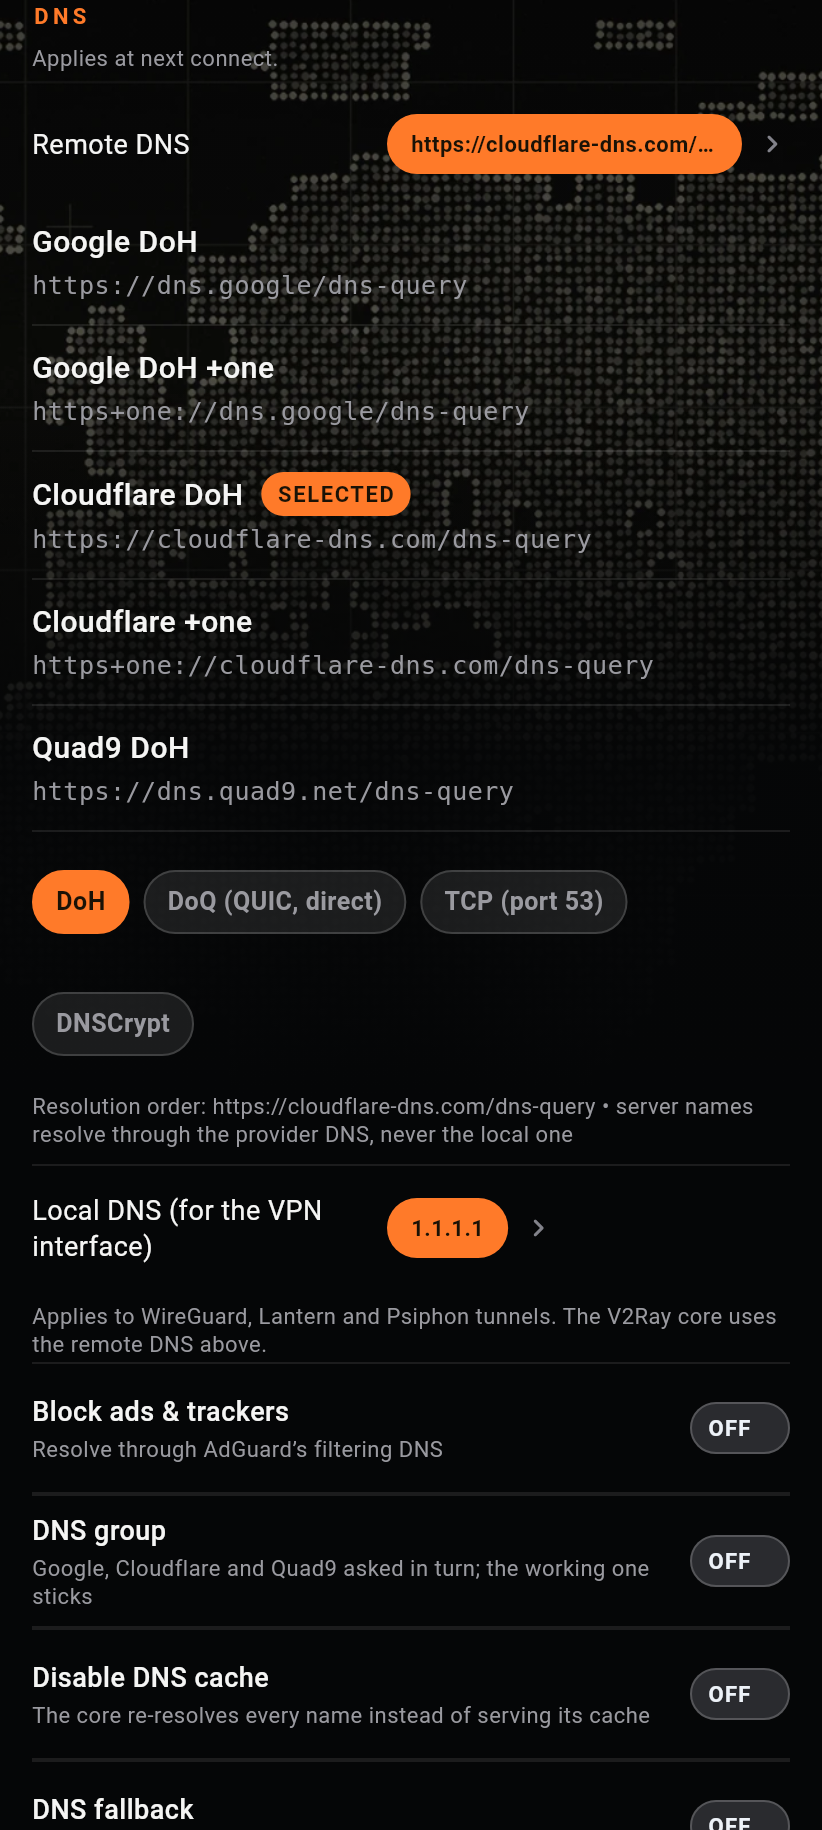 DNS
Applies at next connect.
Remote DNS
https://cloudflare-dns.com/...
Google DoH
https://dns.google/dns-query
Google DoH +one
https+one://dns.google/dns-query
Cloudflare DoH SELECTED
https://cloudflare-dns.com/dns-query
Cloudflare +one
https+one://cloudflare-dns.com/dns-query
Quad9 DoH
https://dns.quad9.net/dns-query
DoH DoQ (QUIC, direct) TCP (port 53)
DNSCrypt
Resolution order: https://cloudflare-dns.com/dns-query • server names
resolve through the provider DNS, never the local one
Local DNS (for the VPN
interface)
1.1.1.1
Applies to WireGuard, Lantern and Psiphon tunnels. The V2Ray core uses
the remote DNS above.
Block ads & trackers
Resolve through AdGuard’s filtering DNS
OFF
DNS group
Google, Cloudflare and Quad9 asked in turn; the working one
sticks
OFF
Disable DNS cache
The core re-resolves every name instead of serving its cache
OFF
DNS fallback
OFF